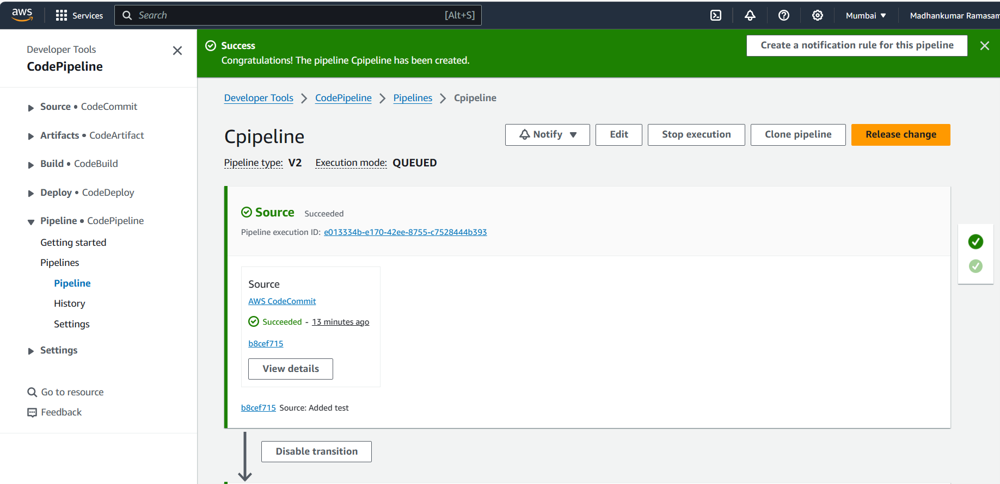 aws
Services
Search
[Alt+S]
Mumbai
Madhankumar Ramasam
Developer Tools
CodePipeline
Source • CodeCommit
Artifacts • CodeArtifact
Build • CodeBuild
Deploy • CodeDeploy
Pipeline • CodePipeline
Getting started
Pipelines
Pipeline
History
Settings
Settings
Go to resource
Feedback
Success
Congratulations! The pipeline Cpipeline has been created.
Create a notification rule for this pipeline
Developer Tools > CodePipeline > Pipelines > Cpipeline
Cpipeline
Notify
Edit
Stop execution
Clone pipeline
Release change
Pipeline type: V2 Execution mode: QUEUED
Source Succeeded
Pipeline execution ID: e013334b-e170-42ee-8755-c7528444b393
Source
AWS CodeCommit
Succeeded - 13 minutes ago
b8cef715
View details
b8cef715 Source: Added test
Disable transition